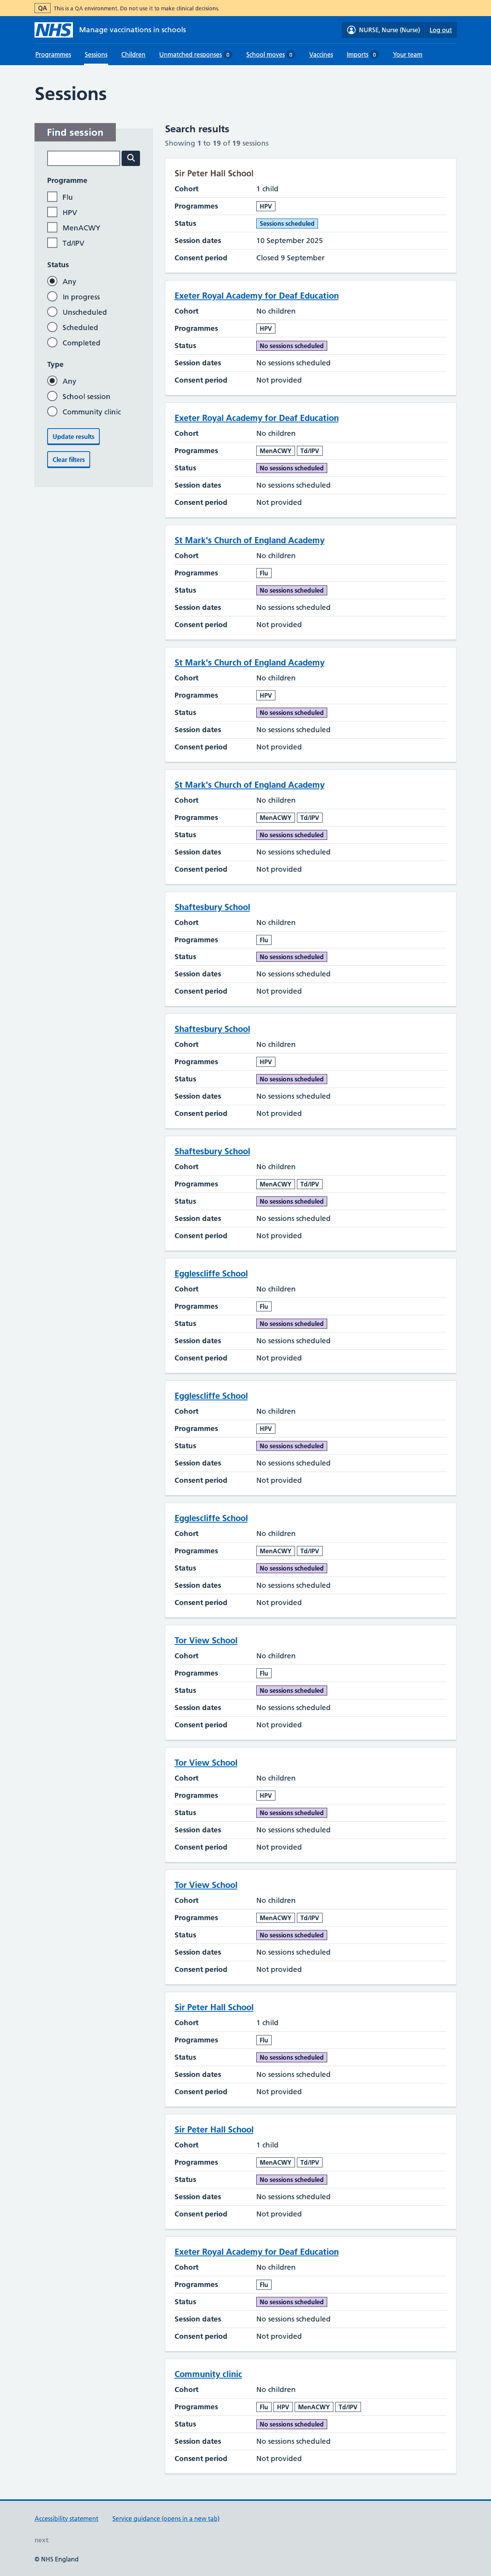 QA This is a QA environment. Do not use it to make clinical decisions.
NHS Manage vaccinations in schools NURSE, Nurse (Nurse) Log out
Programmes Sessions Children Unmatched responses 0 School moves 0 Vaccines Imports 0 Your team
Sessions
Find session
Programme
Flu
HPV
MenACWY
Td/IPV
Status
Any
In progress
Unscheduled
Scheduled
Completed
Type
Any
School session
Community clinic
Update results
Clear filters
Search results
Showing 1 to 19 of 19 sessions
Sir Peter Hall School
Cohort 1 child
Programmes HPV
Status Sessions scheduled
Session dates 10 September 2025
Consent period Closed 9 September
Exeter Royal Academy for Deaf Education
Cohort No children
Programmes HPV
Status No sessions scheduled
Session dates No sessions scheduled
Consent period Not provided
Exeter Royal Academy for Deaf Education
Cohort No children
Programmes MenACWY Td/IPV
Status No sessions scheduled
Session dates No sessions scheduled
Consent period Not provided
St Mark's Church of England Academy
Cohort No children
Programmes Flu
Status No sessions scheduled
Session dates No sessions scheduled
Consent period Not provided
St Mark's Church of England Academy
Cohort No children
Programmes HPV
Status No sessions scheduled
Session dates No sessions scheduled
Consent period Not provided
St Mark's Church of England Academy
Cohort No children
Programmes MenACWY Td/IPV
Status No sessions scheduled
Session dates No sessions scheduled
Consent period Not provided
Shaftesbury School
Cohort No children
Programmes Flu
Status No sessions scheduled
Session dates No sessions scheduled
Consent period Not provided
Shaftesbury School
Cohort No children
Programmes HPV
Status No sessions scheduled
Session dates No sessions scheduled
Consent period Not provided
Shaftesbury School
Cohort No children
Programmes MenACWY Td/IPV
Status No sessions scheduled
Session dates No sessions scheduled
Consent period Not provided
Egglescliffe School
Cohort No children
Programmes Flu
Status No sessions scheduled
Session dates No sessions scheduled
Consent period Not provided
Egglescliffe School
Cohort No children
Programmes HPV
Status No sessions scheduled
Session dates No sessions scheduled
Consent period Not provided
Egglescliffe School
Cohort No children
Programmes MenACWY Td/IPV
Status No sessions scheduled
Session dates No sessions scheduled
Consent period Not provided
Tor View School
Cohort No children
Programmes Flu
Status No sessions scheduled
Session dates No sessions scheduled
Consent period Not provided
Tor View School
Cohort No children
Programmes HPV
Status No sessions scheduled
Session dates No sessions scheduled
Consent period Not provided
Tor View School
Cohort No children
Programmes MenACWY Td/IPV
Status No sessions scheduled
Session dates No sessions scheduled
Consent period Not provided
Sir Peter Hall School
Cohort 1 child
Programmes Flu
Status No sessions scheduled
Session dates No sessions scheduled
Consent period Not provided
Sir Peter Hall School
Cohort 1 child
Programmes MenACWY Td/IPV
Status No sessions scheduled
Session dates No sessions scheduled
Consent period Not provided
Exeter Royal Academy for Deaf Education
Cohort No children
Programmes Flu
Status No sessions scheduled
Session dates No sessions scheduled
Consent period Not provided
Community clinic
Cohort No children
Programmes Flu HPV MenACWY Td/IPV
Status No sessions scheduled
Session dates No sessions scheduled
Consent period Not provided
Accessibility statement Service guidance (opens in a new tab)
next
© NHS England